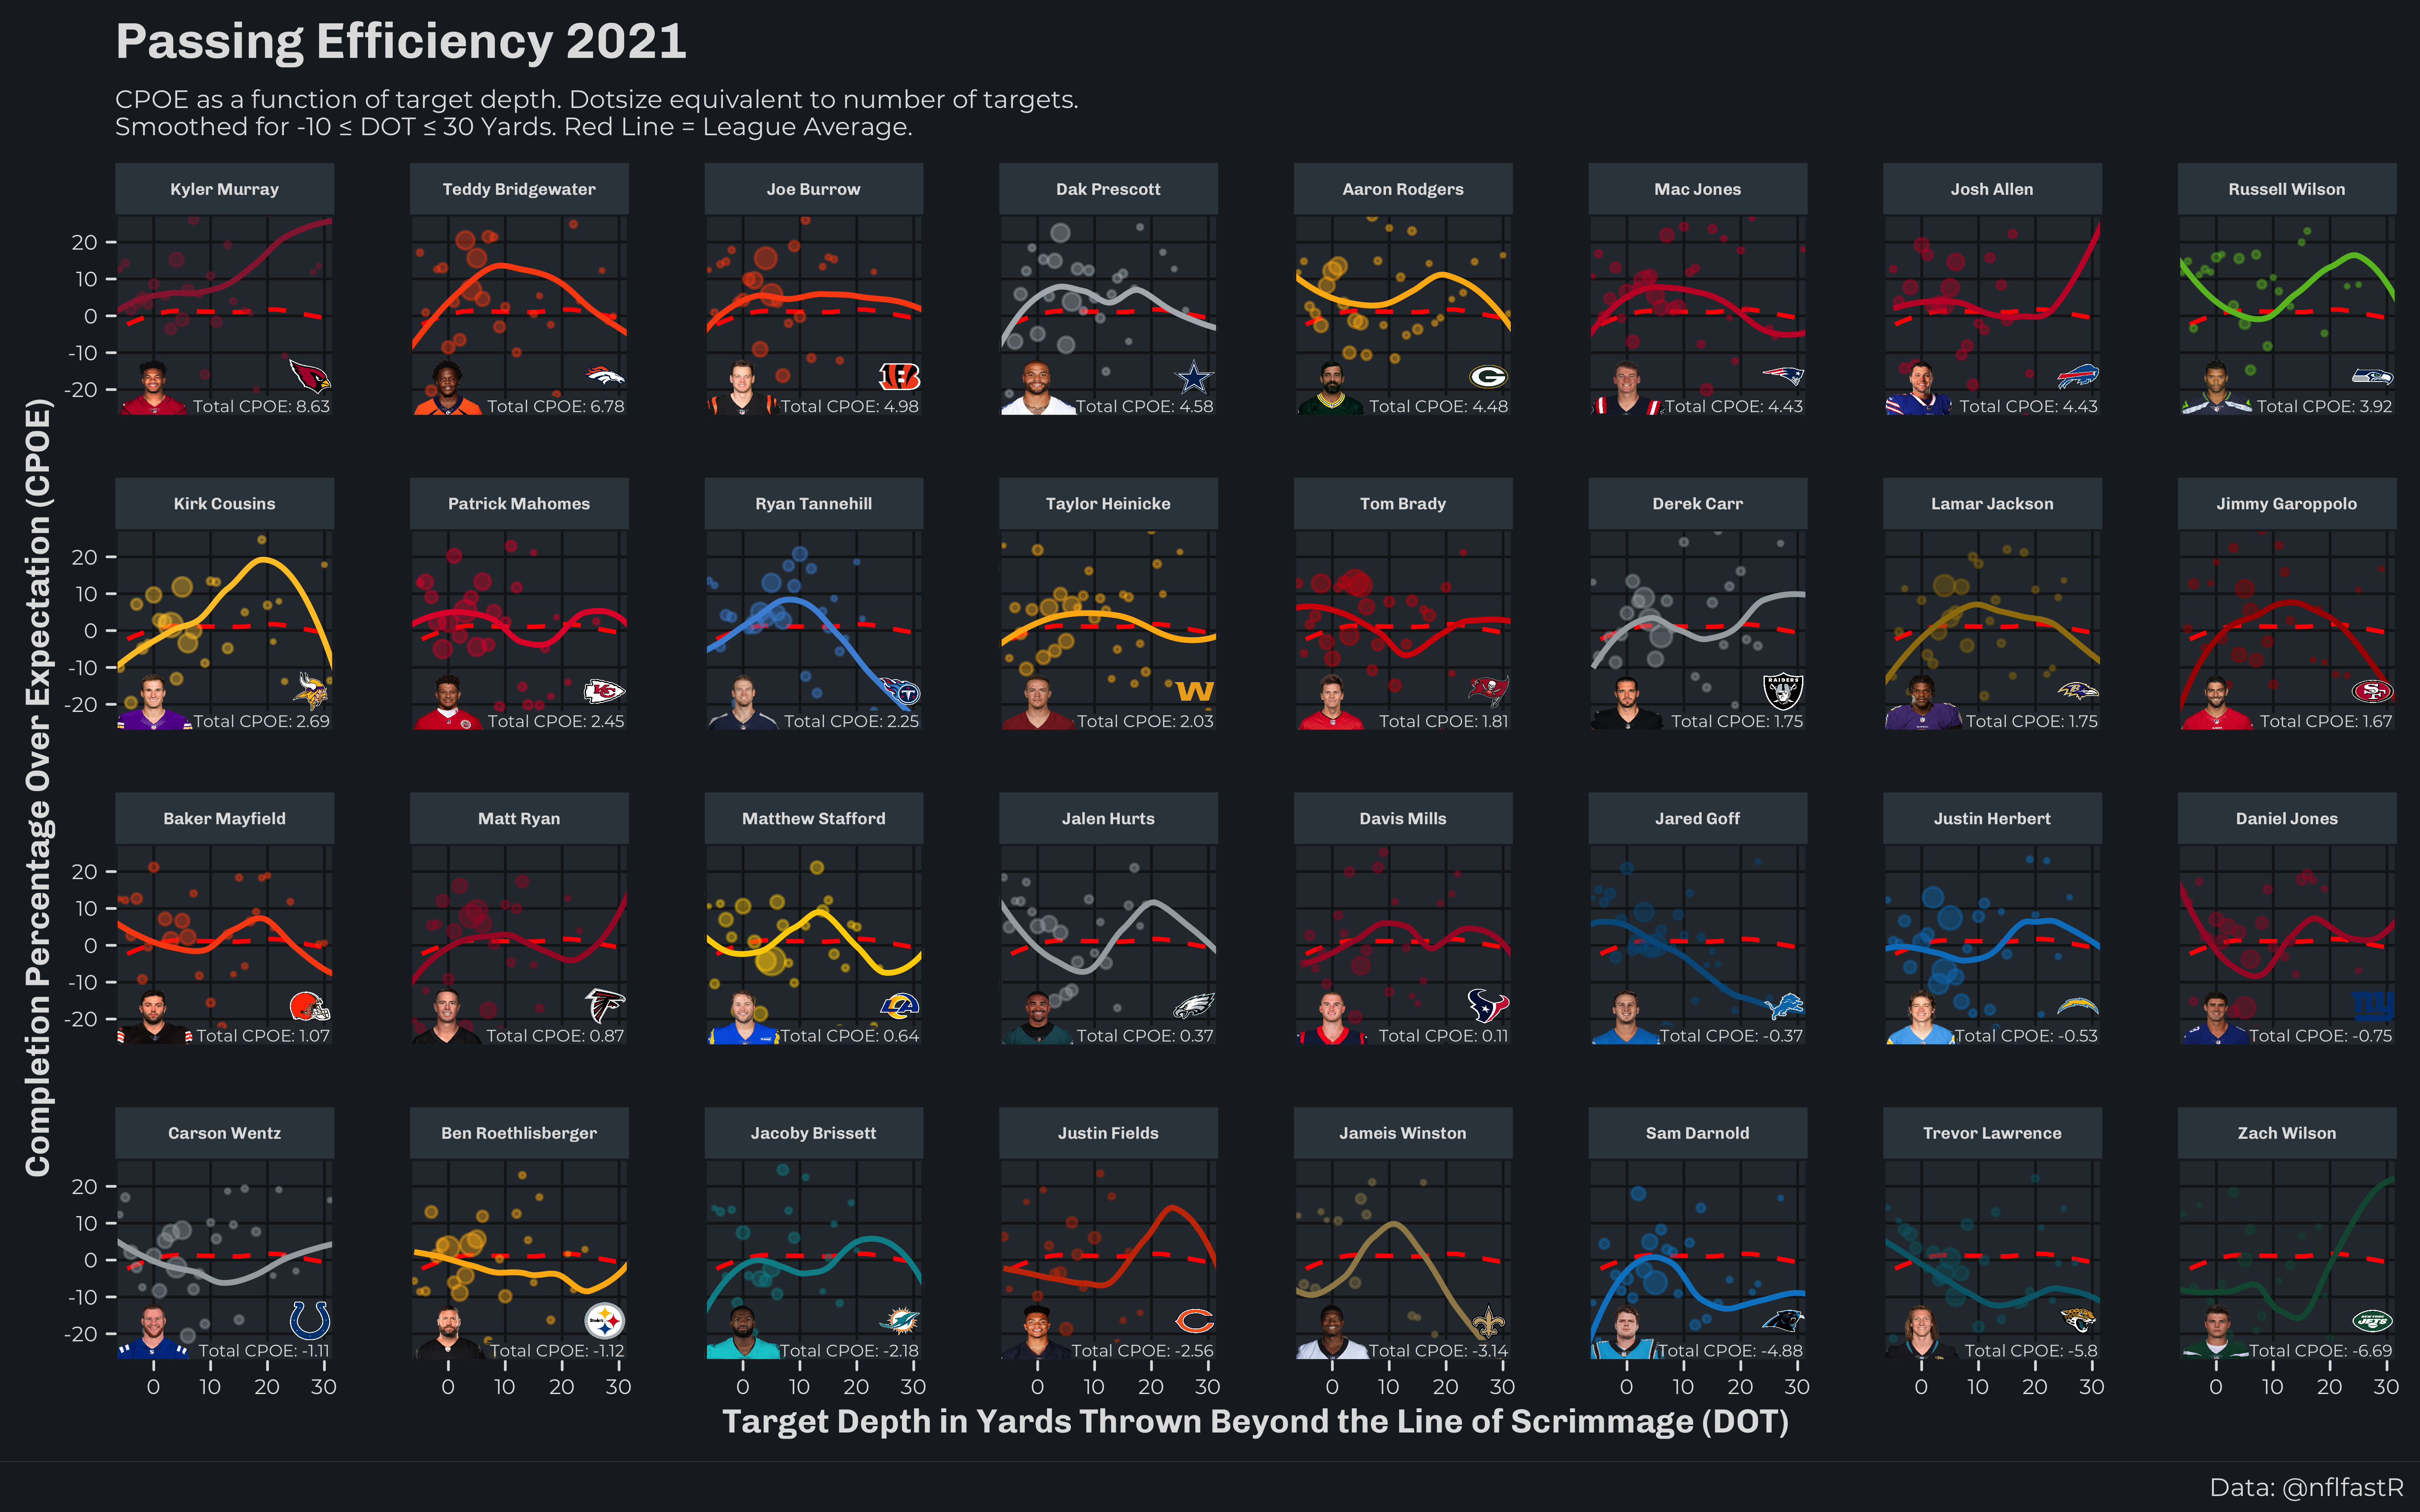 Passing Efficiency 2021
CPOE as a function of target depth. Dotsize equivalent to number of targets.
Smoothed for -10 ≤ DOT ≤ 30 Yards. Red Line = League Average.
Completion Percentage Over Expectation (CPOE)
Kyler Murray Teddy Bridgewater Joe Burrow Dak Prescott Aaron Rodgers Mac Jones Josh Allen Russell Wilson
20
10
0
-10
-20
Total CPOE: 8.63 Total CPOE: 6.78 Total CPOE: 4.98 Total CPOE: 4.58 Total CPOE: 4.48 Total CPOE: 4.43 Total CPOE: 4.43 Total CPOE: 3.92
Kirk Cousins Patrick Mahomes Ryan Tannehill Taylor Heinicke Tom Brady Derek Carr Lamar Jackson Jimmy Garoppolo
20
10
0
-10
-20
RAIDERS
Total CPOE: 2.69 Total CPOE: 2.45 Total CPOE: 2.25 Total CPOE: 2.03 Total CPOE: 1.81 Total CPOE: 1.75 Total CPOE: 1.75 Total CPOE: 1.67
Baker Mayfield Matt Ryan Matthew Stafford Jalen Hurts Davis Mills Jared Goff Justin Herbert Daniel Jones
20
10
0
-10
-20
ny
Total CPOE: 1.07 Total CPOE: 0.87 Total CPOE: 0.64 Total CPOE: 0.37 Total CPOE: 0.11 Total CPOE: -0.37 Total CPOE: -0.53 Total CPOE: -0.75
Carson Wentz Ben Roethlisberger Jacoby Brissett Justin Fields Jameis Winston Sam Darnold Trevor Lawrence Zach Wilson
20
10
0
-10
-20
JETS
Total CPOE: -1.11 Total CPOE: -1.12 Total CPOE: -2.18 Total CPOE: -2.56 Total CPOE: -3.14 Total CPOE: -4.88 Total CPOE: -5.8 Total CPOE: -6.69
0 10 20 30 0 10 20 30 0 10 20 30 0 10 20 30 0 10 20 30 0 10 20 30 0 10 20 30 0 10 20 30
Target Depth in Yards Thrown Beyond the Line of Scrimmage (DOT)
Data: @nflfastR